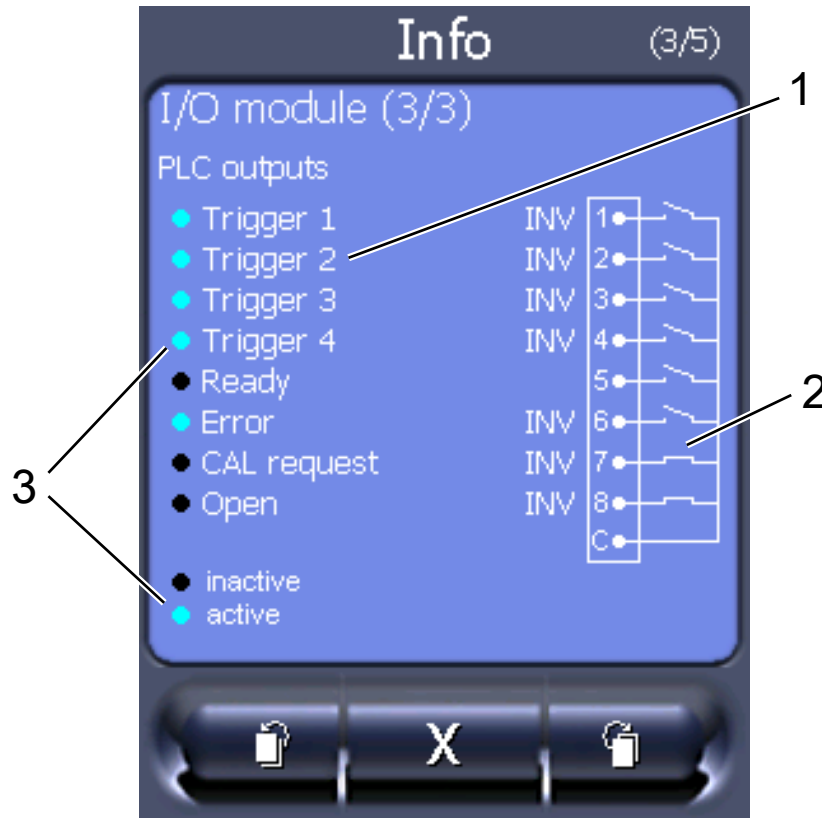 Info (3/5)
I/O module (3/3)
1
PLC outputs
Trigger 1 INV 1
Trigger 2 INV 2
Trigger 3 INV 3
Trigger 4 INV 4
Ready 5
Error INV 6
2
CAL request INV 7
3
Open INV 8
C
inactive
active
X